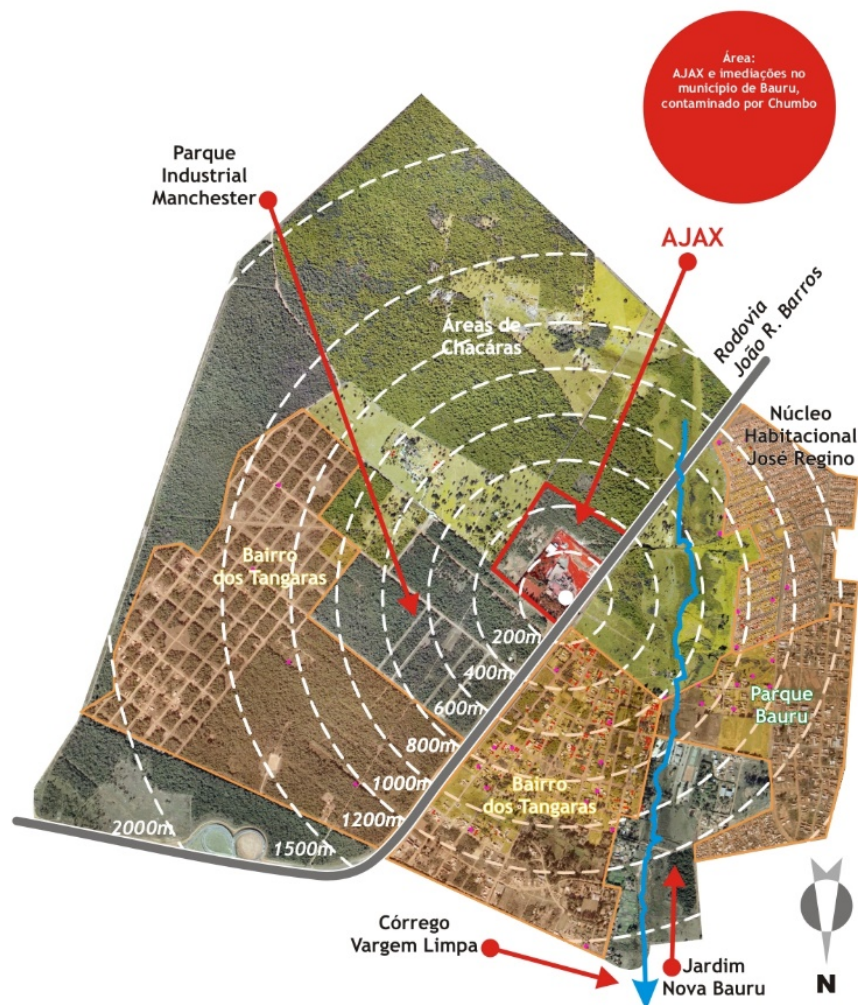 Área:
AJAX e imediações no
município de Bauru,
contaminado por Chumbo
Parque
Industrial
Manchester
AJAX
Rodovia
João R. Barros
Áreas de
Chacáras
Núcleo
Habitacional
José Regino
Bairro
dos Tangaras
200m
400m
600m
800m
1000m
1200m
1500m
2000m
Parque
Bauru
Bairro
dos Tangaras
Córrego
Vargem Limpa
Jardim
Nova Bauru
N